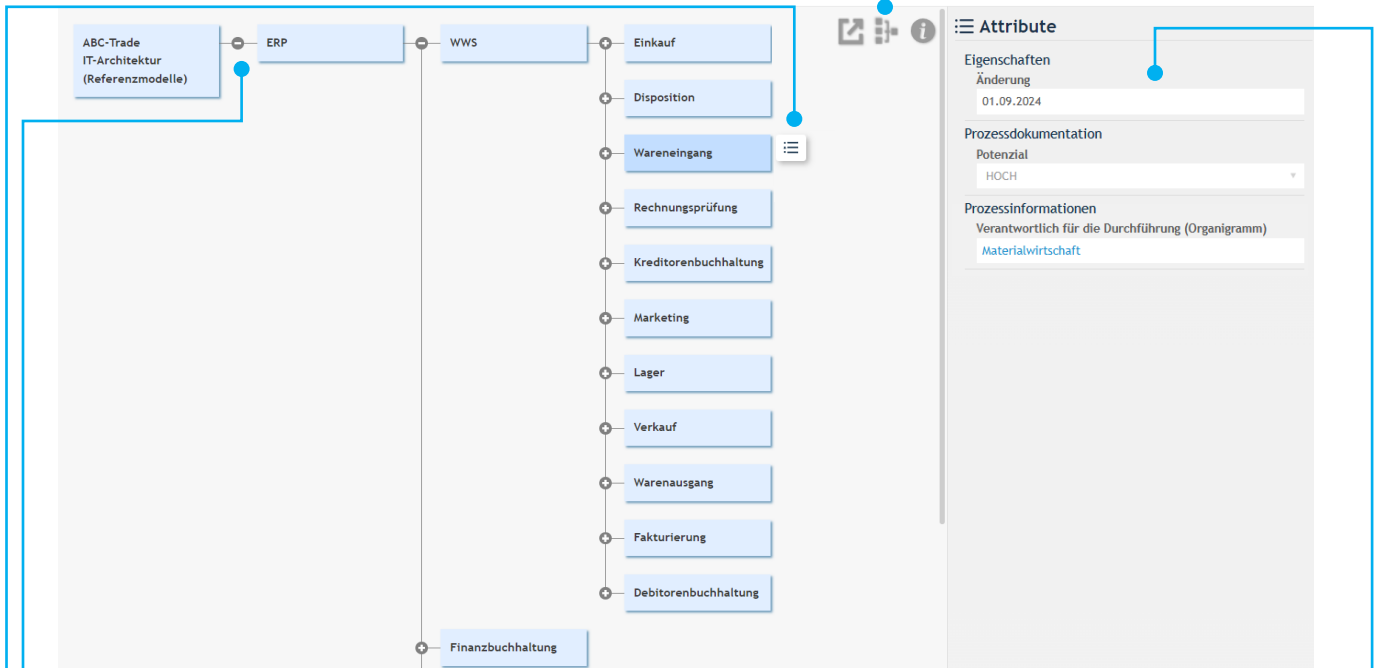 ABC-Trade
IT-Architektur
(Referenzmodelle)
ERP
WWS
Einkauf
Disposition
Wareneingang
Rechnungsprüfung
Kreditorenbuchhaltung
Marketing
Lager
Verkauf
Warenausgang
Fakturierung
Debitorenbuchhaltung
Finanzbuchhaltung
Attribute
Eigenschaften
Änderung
01.09.2024
Prozessdokumentation
Potenzial
HOCH
Prozessinformationen
Verantwortlich für die Durchführung (Organigramm)
Materialwirtschaft